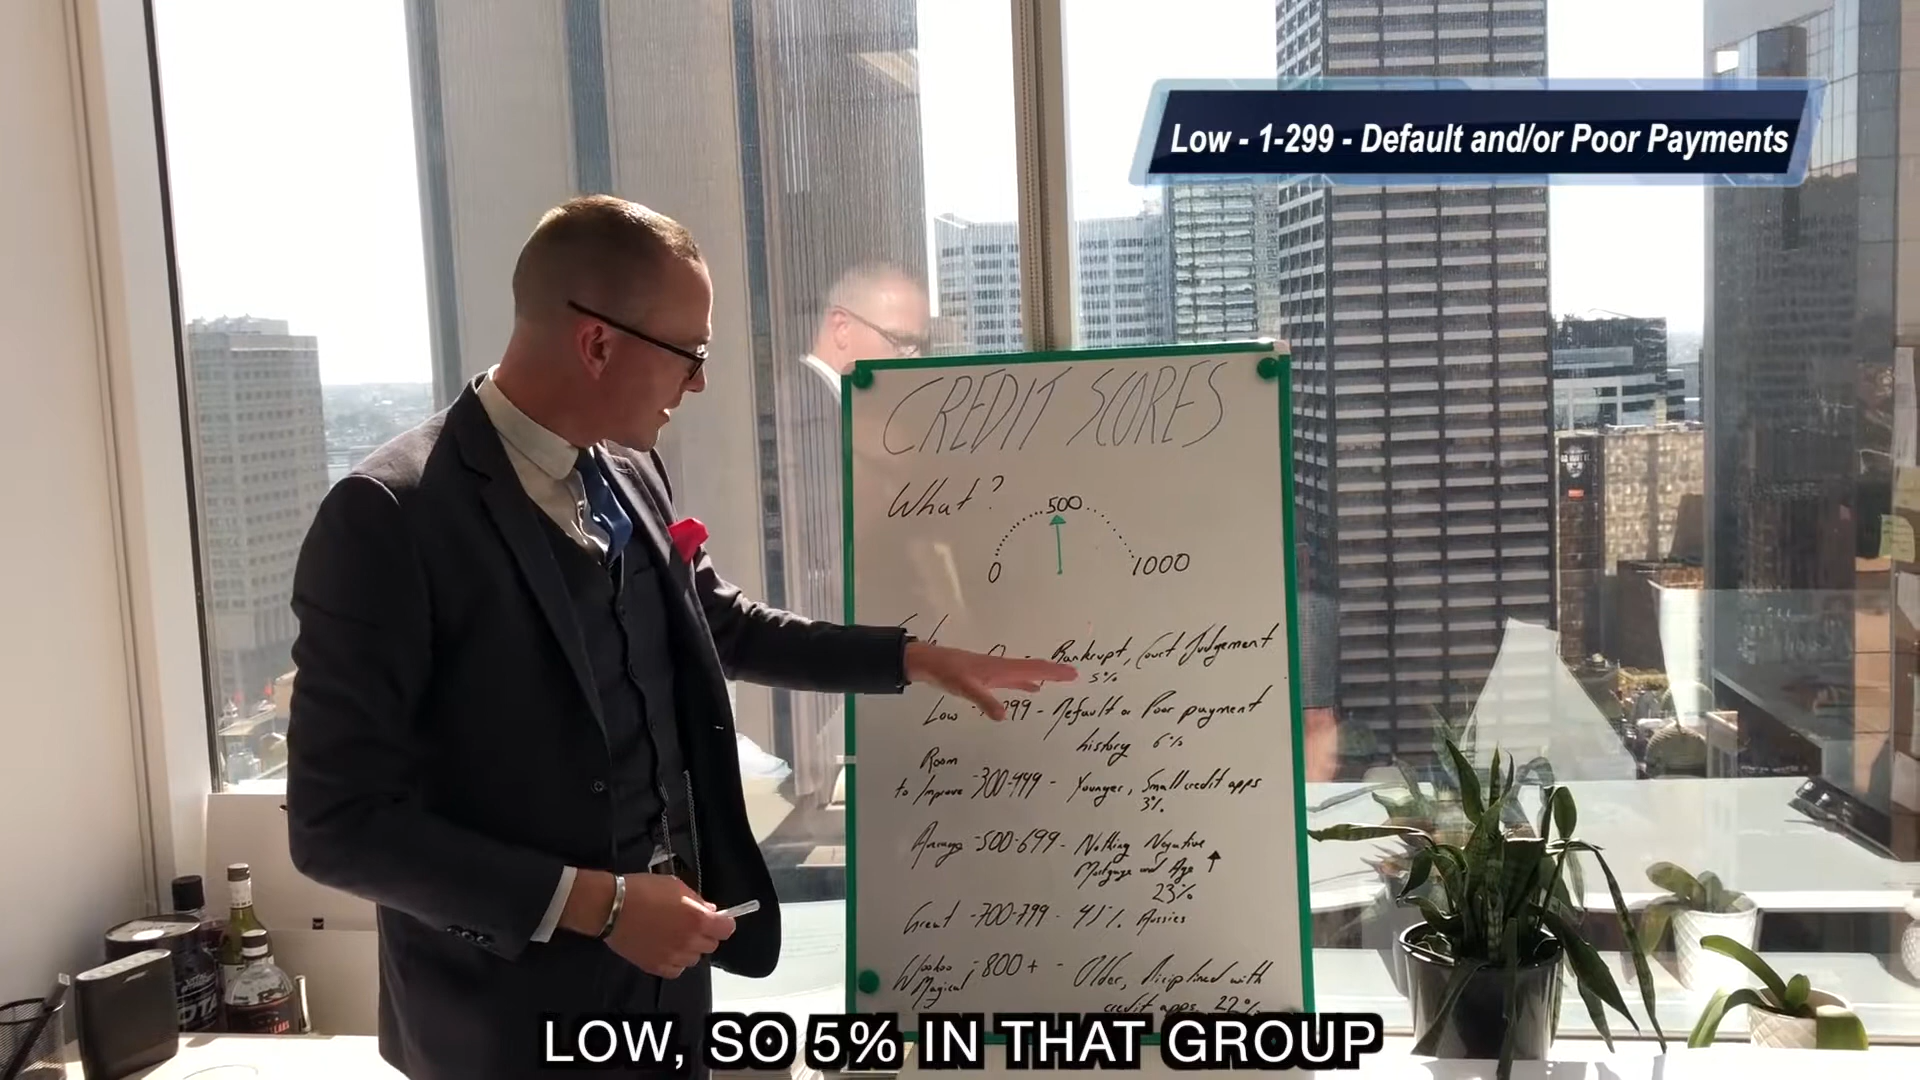 Low - 1-299 - Default and/or Poor Payments
CREDIT SCORES
What?
500
0
1000
0 - Bankrupt, Court Judgement
5%
Low - 299 - Default or Poor payment
history 6%
Room
to Improve -300-499 - Younger, Small credit apps
3%
Average -500-699 - Nothing Negative
Mortgage and Age ↑
23%
Great -700-799 - 41% Aussies
Wookoo
Magical - 800+ - Older, Diciplined with
credit apps 22%
LOW, SO 5% IN THAT GROUP